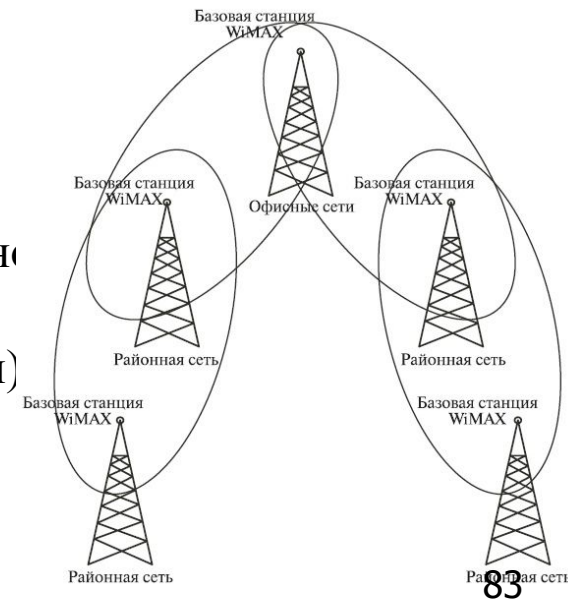 Базовая станция
WiMAX
Офисные сети
Базовая станция
WiMAX
Районная сеть
Базовая станция
WiMAX
Районная сеть
Базовая станция
WiMAX
Районная сеть
Базовая станция
WiMAX
Районная сеть
83